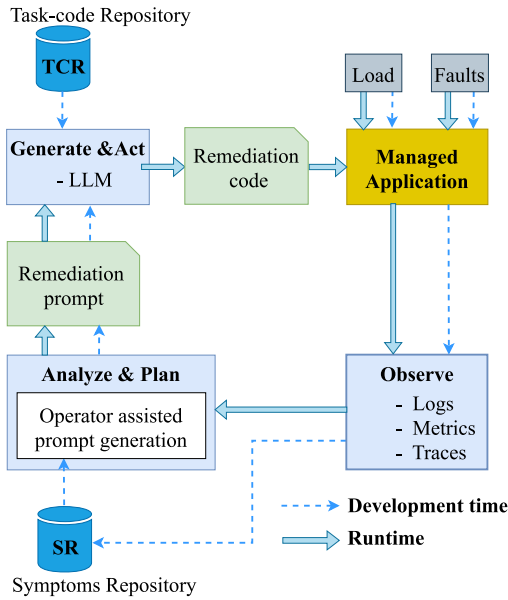 Task-code Repository
TCR
Load
Faults
Generate &Act
- LLM
Remediation
code
Managed
Application
Remediation
prompt
Analyze & Plan
Operator assisted
prompt generation
Observe
- Logs
- Metrics
- Traces
Development time
Runtime
SR
Symptoms Repository